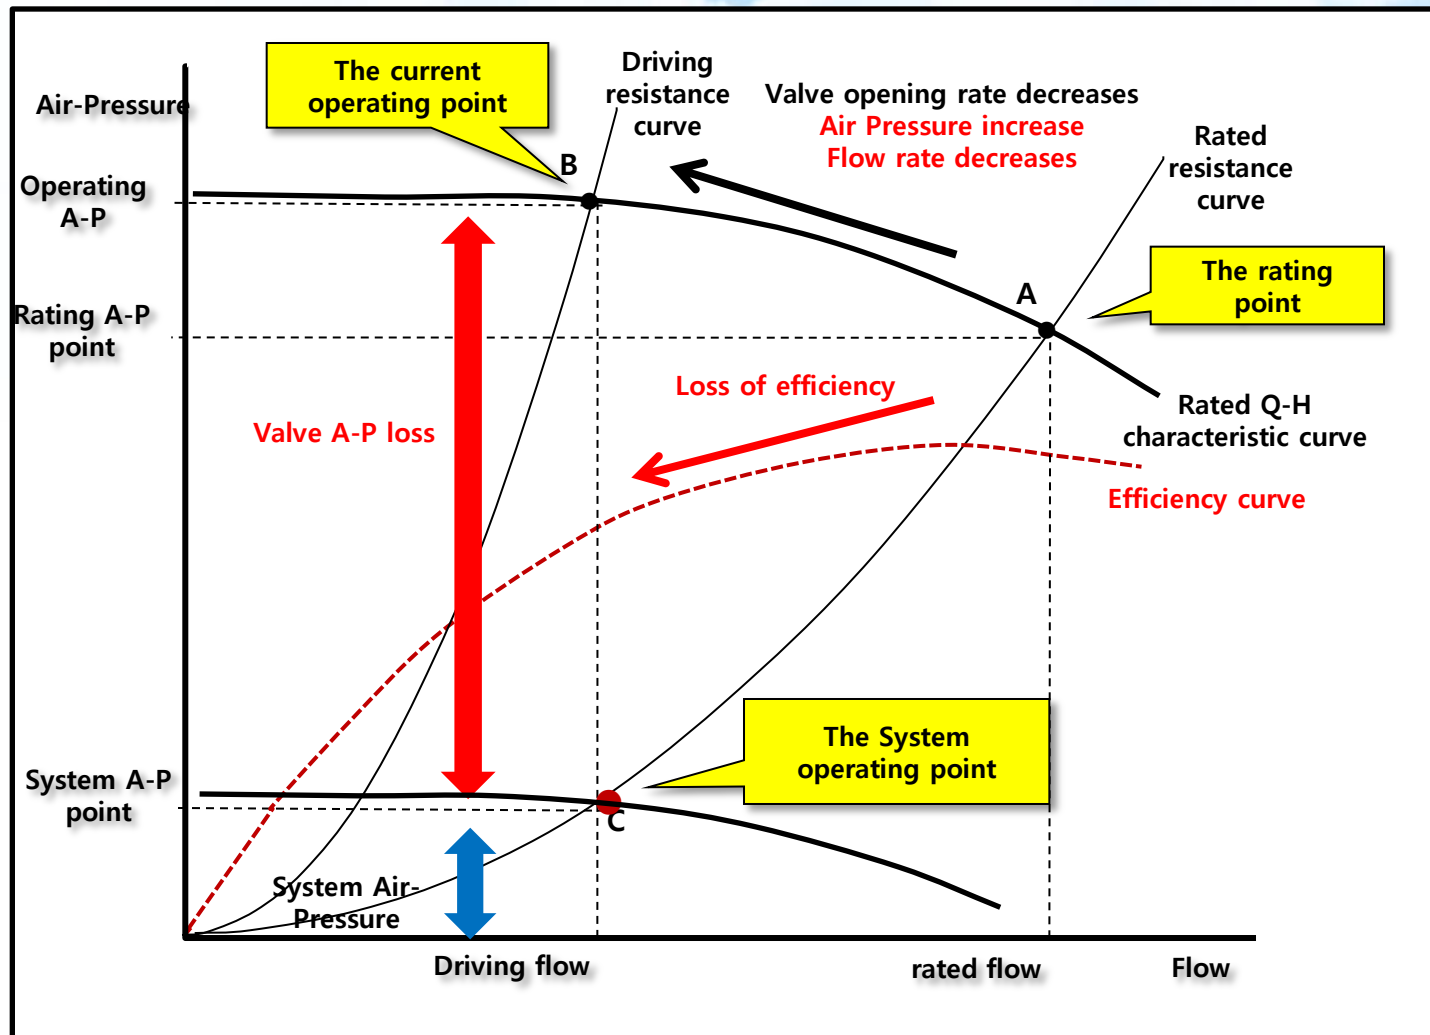 The current
operating point
Driving
resistance
curve
Valve opening rate decreases
Air Pressure increase
Flow rate decreases
Air-Pressure
Rated
resistance
curve
B
Operating
A-P
The rating
point
A
Rating A-P
point
Loss of efficiency
Valve A-P loss
Rated Q-H
characteristic curve
Efficiency curve
The System
operating point
System A-P
point
C
System Air-
Pressure
Driving flow
rated flow
Flow